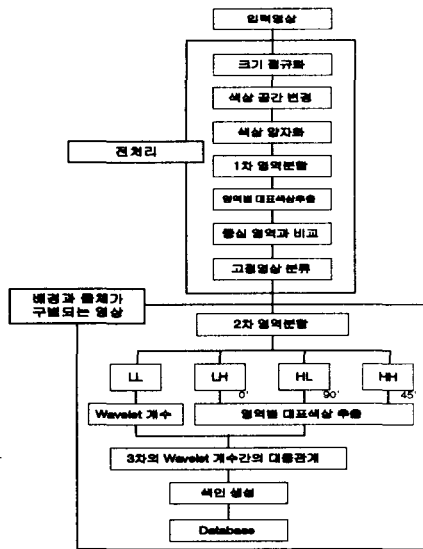 입력영상
크기 정규화
색상 공간 변경
색상 양자화
전처리
1차 영역분할
영역별 대표색상추출
중심 영역과 비교
고정영상 분류
배경과 물체가
구별되는 영상
2차 영역분할
LL
LH
HL
HH
0'
90'
45'
Wavelet 계수
영역별 대표색상 추출
3차의 Wavelet 계수간의 대응관계
색인 생성
Database